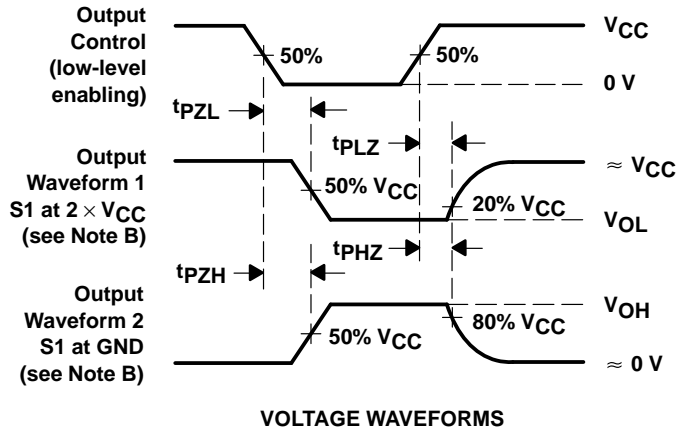 Output
Control
(low-level
enabling)
50%
50%
VCC
0 V
tPZL
tPLZ
Output
Waveform 1
S1 at 2 × VCC
(see Note B)
50% VCC
20% VCC
≈ VCC
VOL
tPZH
tPHZ
Output
Waveform 2
S1 at GND
(see Note B)
50% VCC
80% VCC
VOH
≈ 0 V
VOLTAGE WAVEFORMS